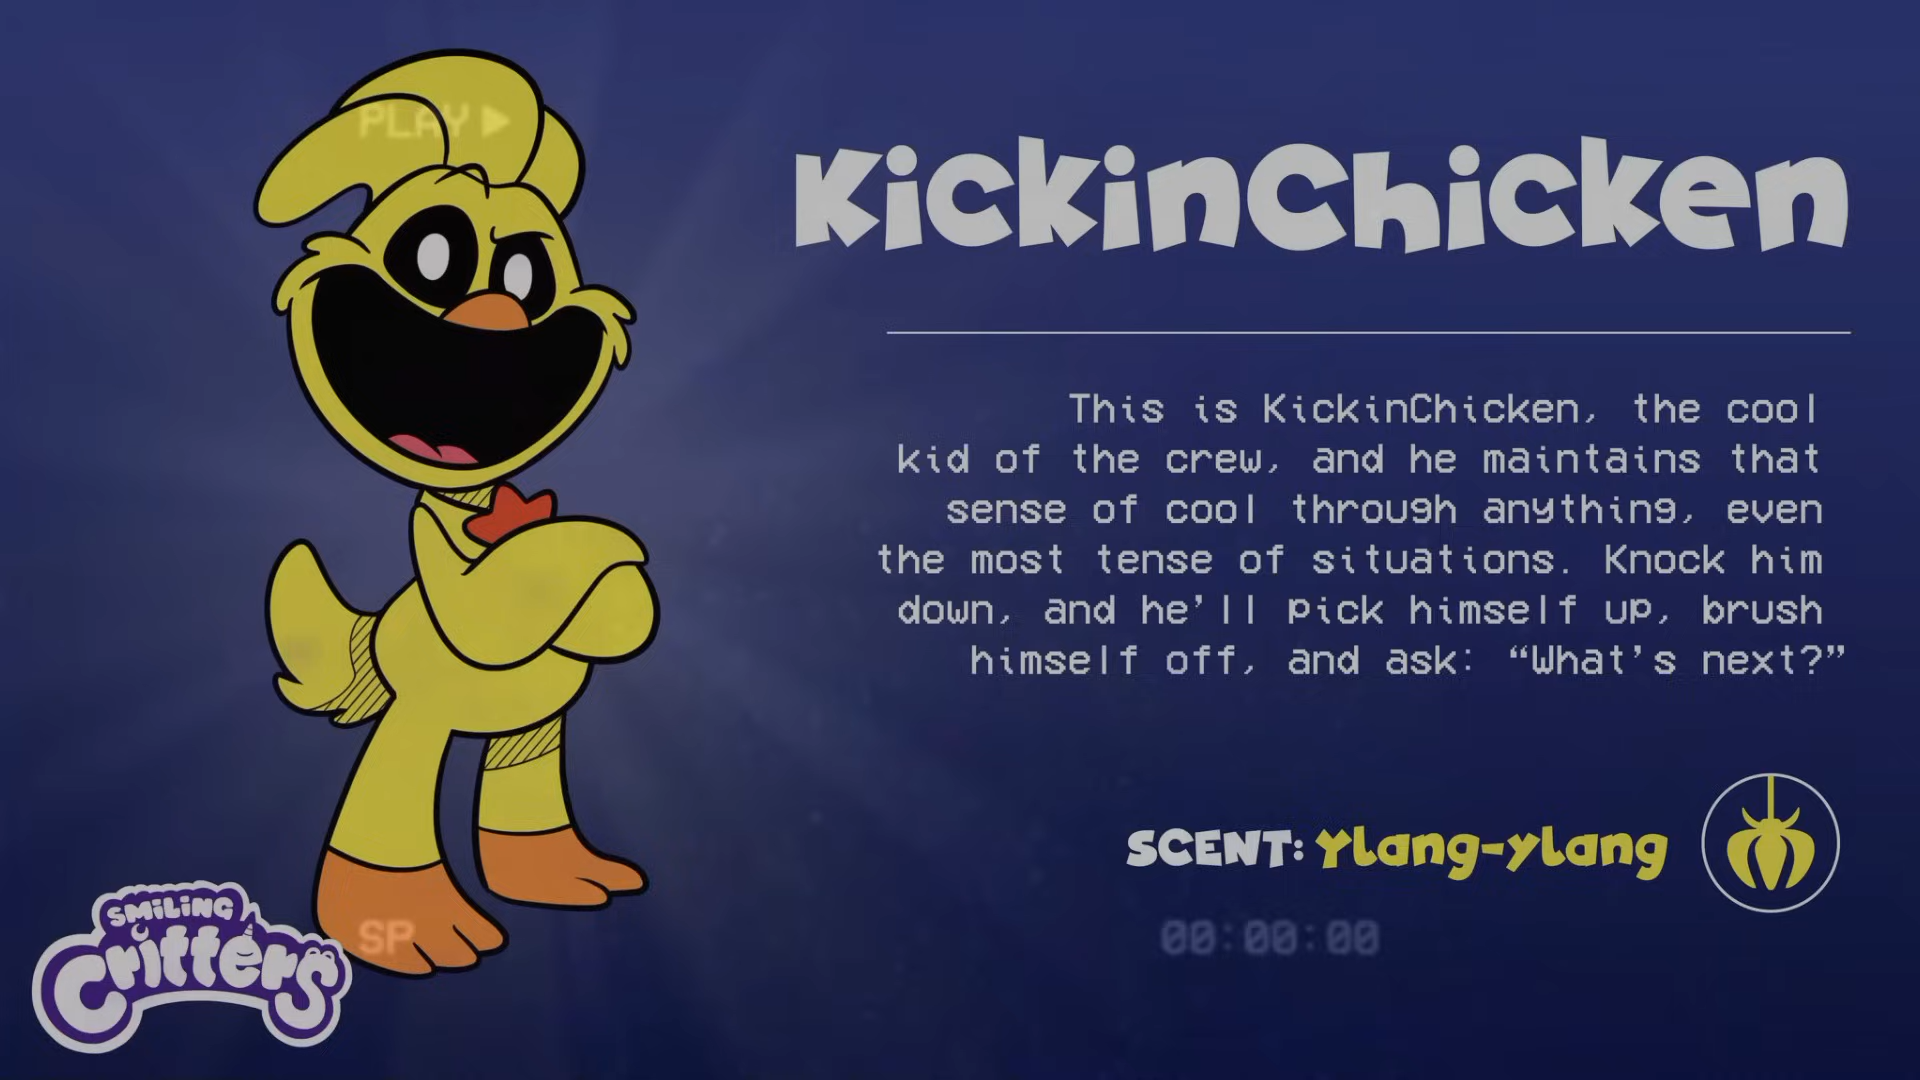 PLAY
KickinChicken
This is KickinChicken, the cool
kid of the crew, and he maintains that
sense of cool through anything, even
the most tense of situations. Knock him
down, and he’ll pick himself up, brush
himself off, and ask: “What’s next?”
SCENT: Ylang-ylang
SMILING
Critters
SP
00:00:00